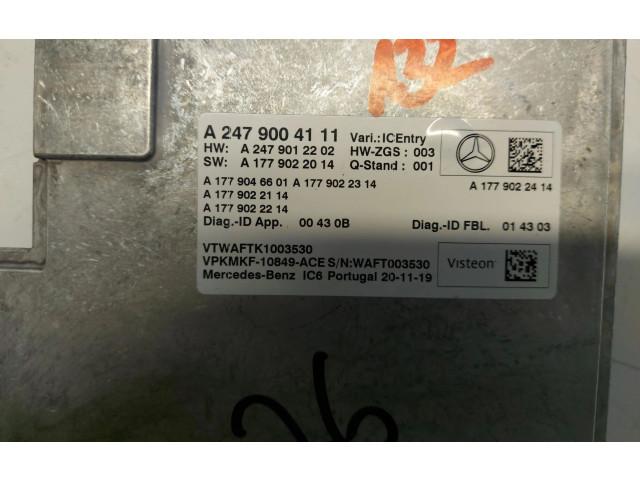 132
A 247 900 41 11 Vari.:ICEntry
HW: A 247 901 22 02 HW-ZGS : 003
SW: A 177 902 20 14 Q-Stand : 001
A 177 904 66 01 A 177 902 23 14 A 177 902 24 14
A 177 902 21 14
A 177 902 22 14
Diag.-ID App. 00 43 0B Diag.-ID FBL. 01 43 03
VTWAFTK1003530
VPKMKF-10849-ACE S/N:WAFT003530
Mercedes-Benz IC6 Portugal 20-11-19
Visteon
26